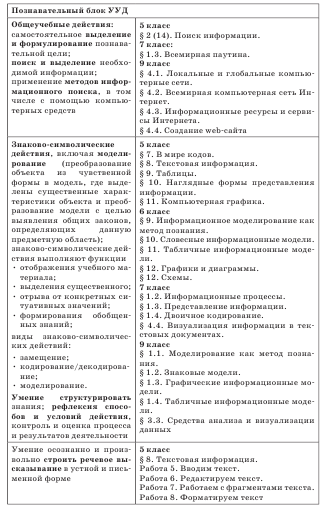 Познавательный блок УУД
Общеучебные действия:
самостоятельное выделение
и формулирование познава-
тельной цели;
поиск и выделение необхо-
димой информации;
применение методов инфор-
мационного поиска, в том
числе с помощью компью-
терных средств
5 класс
§ 2 (14). Поиск информации.
7 класс:
§ 1.3. Всемирная паутина.
9 класс
§ 4.1. Локальные и глобальные компью-
терные сети.
§ 4.2. Всемирная компьютерная сеть Ин-
тернет.
§ 4.3. Информационные ресурсы и серви-
сы Интернета.
§ 4.4. Создание web-сайта
Знаково-символические
действия, включая модели-
рование (преобразование
объекта из чувственной
формы в модель, где выде-
лены существенные харак-
теристики объекта и преоб-
разование модели с целью
выявления общих законов,
определяющих данную
предметную область);
знаково-символические дей-
ствия выполняют функции
• отображения учебного ма-
териала;
• выделения существенного;
• отрыва от конкретных си-
туативных значений;
• формирования обобщен-
ных знаний;
виды знаково-символичес-
ких действий:
• замещение;
• кодирование/декодирова-
ние;
• моделирование.
Умение структурировать
знания; рефлексия спосо-
бов и условий действия,
контроль и оценка процесса
и результатов деятельности
5 класс
§ 7. В мире кодов.
§ 8. Текстовая информация.
§ 9. Таблицы.
§ 10. Наглядные формы представления
информации.
§ 11. Компьютерная графика.
6 класс
§ 9. Информационное моделирование как
метод познания.
§ 10. Словесные информационные модели.
§ 11. Табличные информационные моде-
ли.
§ 12. Графики и диаграммы.
§ 12. Схемы.
7 класс
§ 1.2. Информационные процессы.
§ 1.3. Представление информации.
§ 1.4. Двоичное кодирование.
§ 4.4. Визуализация информации в тек-
стовых документах.
9 класс
§ 1.1. Моделирование как метод позна-
ния.
§ 1.2. Знаковые модели.
§ 1.3. Графические информационные мо-
дели.
§ 1.4. Табличные информационные моде-
ли.
§ 3.3. Средства анализа и визуализации
данных
Умение осознанно и произ-
вольно строить речевое вы-
сказывание в устной и пись-
менной форме
5 класс
§ 8. Текстовая информация.
Работа 5. Вводим текст.
Работа 6. Редактируем текст.
Работа 7. Работаем с фрагментами текста.
Работа 8. Форматируем текст